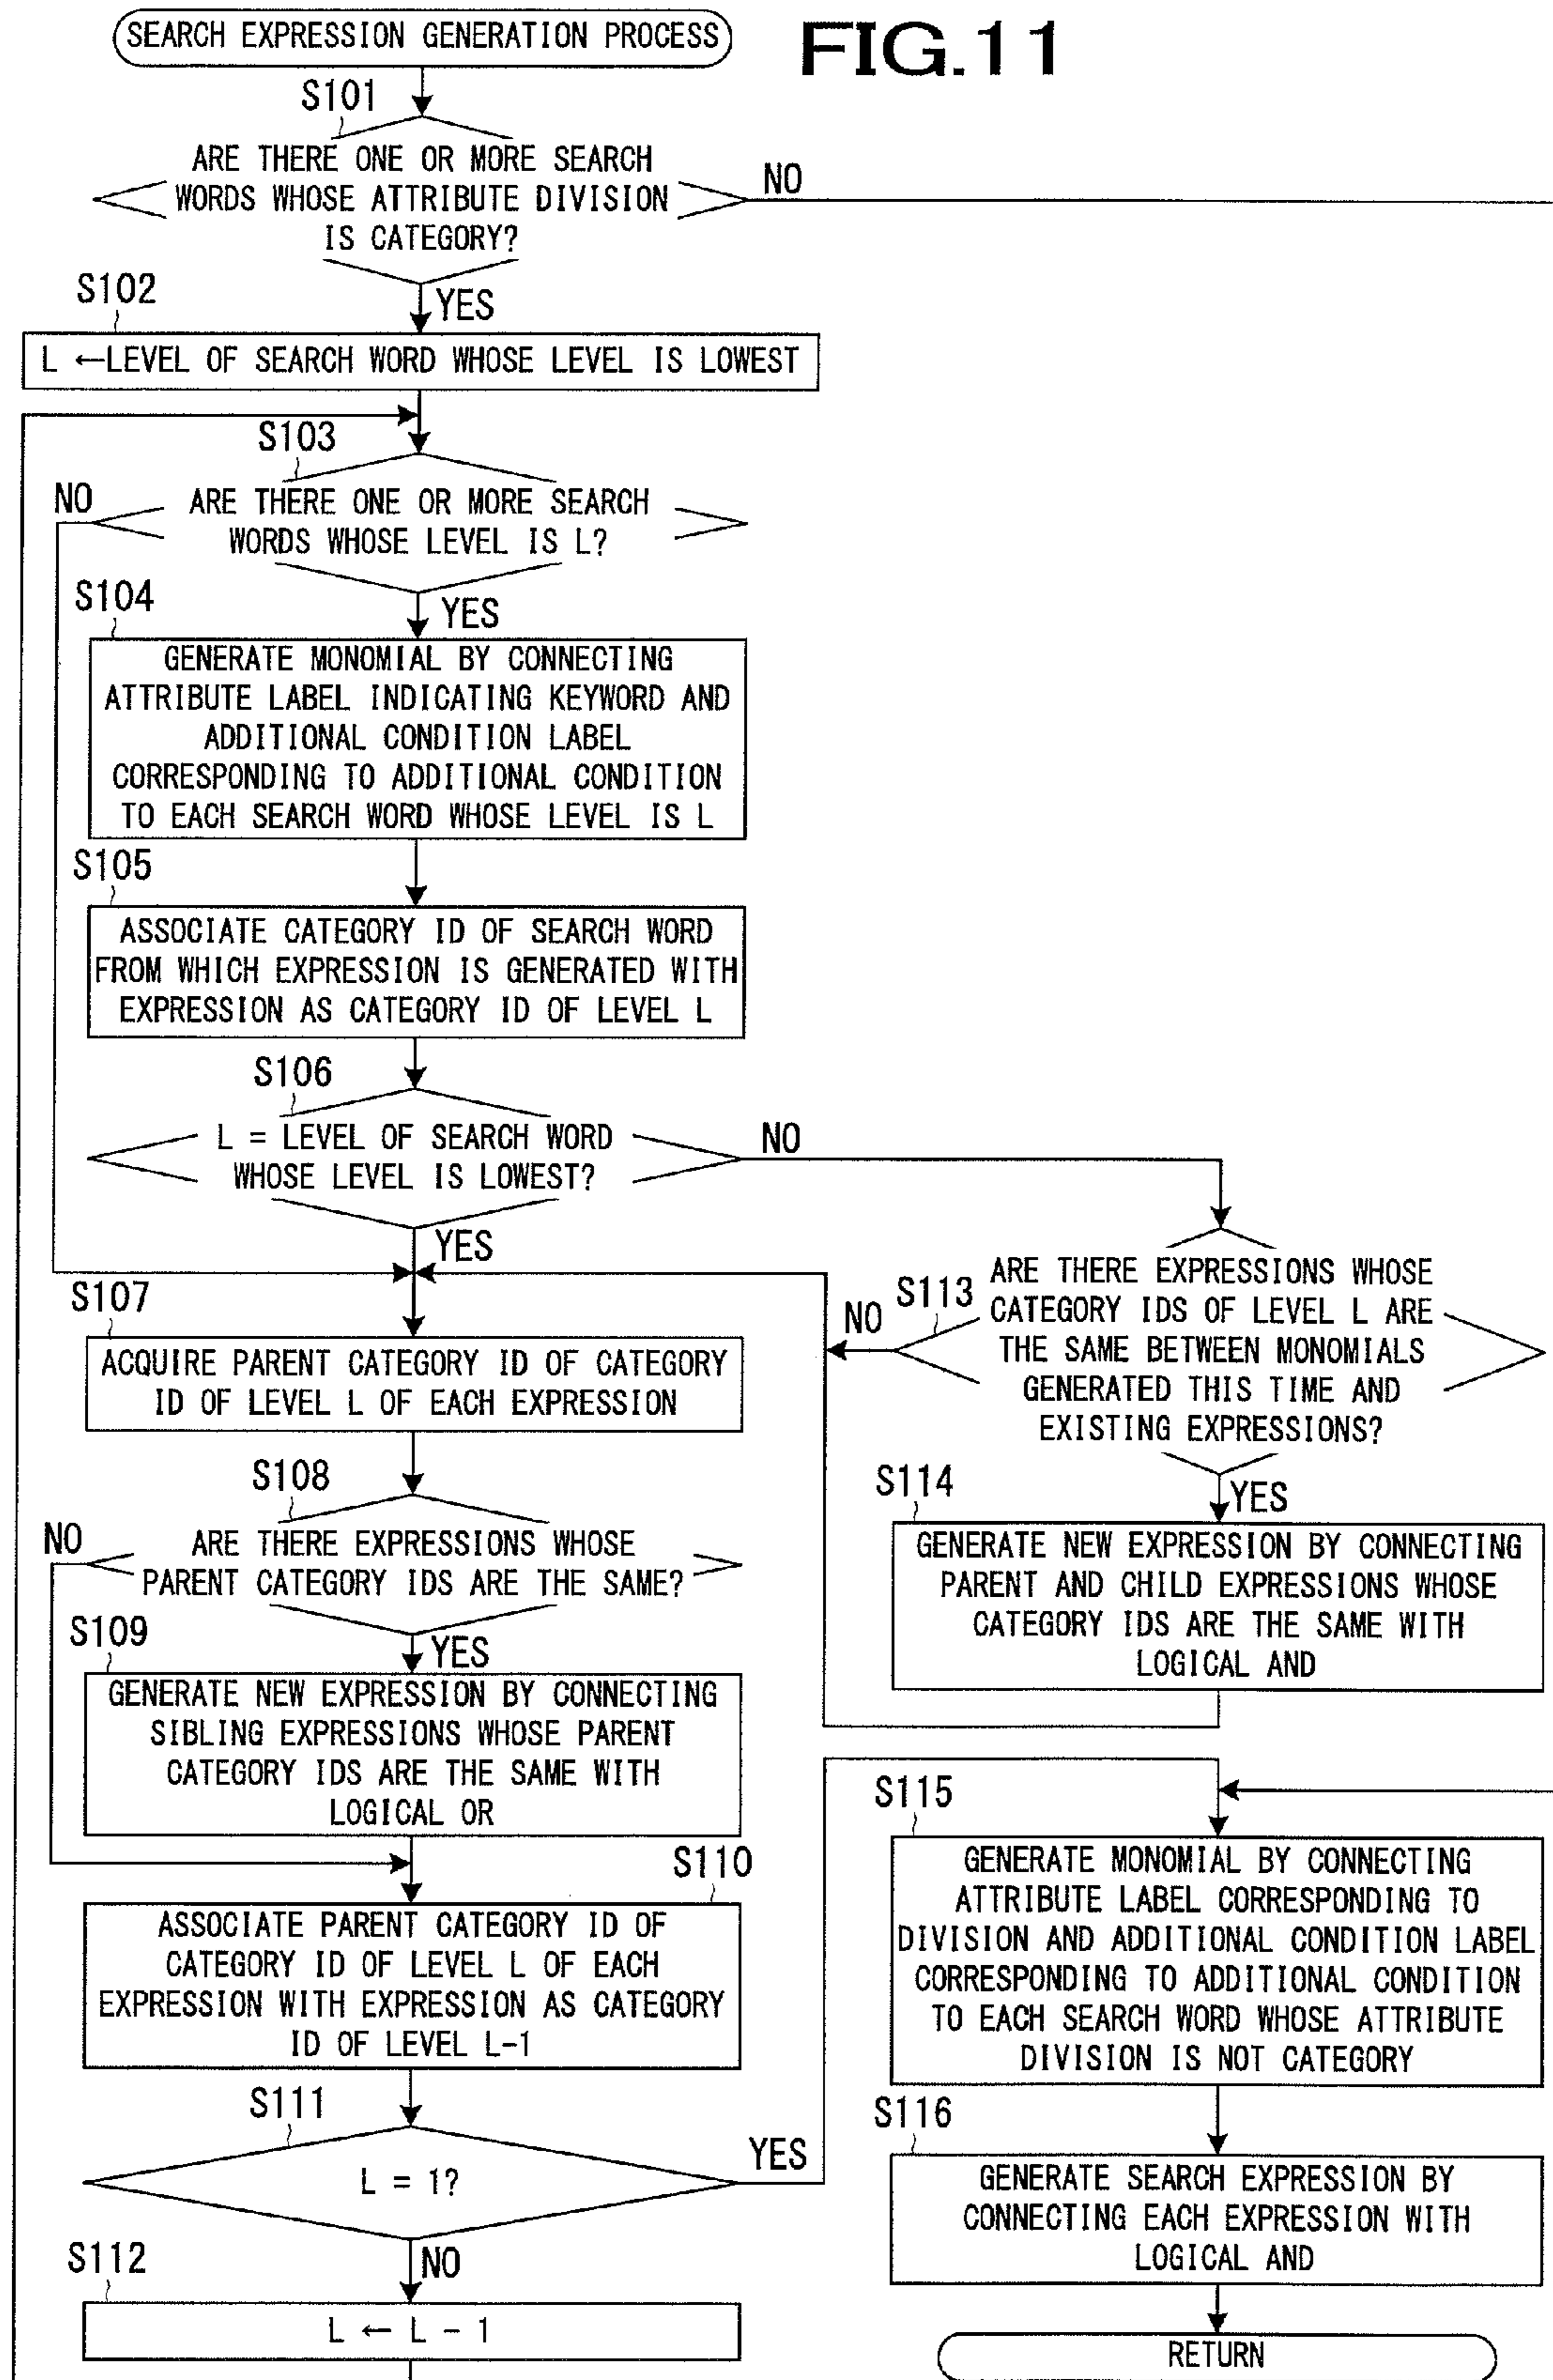 FIG.11
SEARCH EXPRESSION GENERATION PROCESS
S101
ARE THERE ONE OR MORE SEARCH
WORDS WHOSE ATTRIBUTE DIVISION
IS CATEGORY?
NO
YES
S102
L ←LEVEL OF SEARCH WORD WHOSE LEVEL IS LOWEST
S103
ARE THERE ONE OR MORE SEARCH
WORDS WHOSE LEVEL IS L?
NO
YES
S104
GENERATE MONOMIAL BY CONNECTING
ATTRIBUTE LABEL INDICATING KEYWORD AND
ADDITIONAL CONDITION LABEL
CORRESPONDING TO ADDITIONAL CONDITION
TO EACH SEARCH WORD WHOSE LEVEL IS L
S105
ASSOCIATE CATEGORY ID OF SEARCH WORD
FROM WHICH EXPRESSION IS GENERATED WITH
EXPRESSION AS CATEGORY ID OF LEVEL L
S106
L = LEVEL OF SEARCH WORD
WHOSE LEVEL IS LOWEST?
NO
YES
S107
ACQUIRE PARENT CATEGORY ID OF CATEGORY
ID OF LEVEL L OF EACH EXPRESSION
S108
ARE THERE EXPRESSIONS WHOSE
PARENT CATEGORY IDS ARE THE SAME?
NO
YES
S109
GENERATE NEW EXPRESSION BY CONNECTING
SIBLING EXPRESSIONS WHOSE PARENT
CATEGORY IDS ARE THE SAME WITH
LOGICAL OR
S110
ASSOCIATE PARENT CATEGORY ID OF
CATEGORY ID OF LEVEL L OF EACH
EXPRESSION WITH EXPRESSION AS CATEGORY
ID OF LEVEL L-1
S111
L = 1?
YES
NO
S112
L ← L - 1
S113
ARE THERE EXPRESSIONS WHOSE
CATEGORY IDS OF LEVEL L ARE
THE SAME BETWEEN MONOMIALS
GENERATED THIS TIME AND
EXISTING EXPRESSIONS?
NO
YES
S114
GENERATE NEW EXPRESSION BY CONNECTING
PARENT AND CHILD EXPRESSIONS WHOSE
CATEGORY IDS ARE THE SAME WITH
LOGICAL AND
S115
GENERATE MONOMIAL BY CONNECTING
ATTRIBUTE LABEL CORRESPONDING TO
DIVISION AND ADDITIONAL CONDITION LABEL
CORRESPONDING TO ADDITIONAL CONDITION
TO EACH SEARCH WORD WHOSE ATTRIBUTE
DIVISION IS NOT CATEGORY
S116
GENERATE SEARCH EXPRESSION BY
CONNECTING EACH EXPRESSION WITH
LOGICAL AND
RETURN